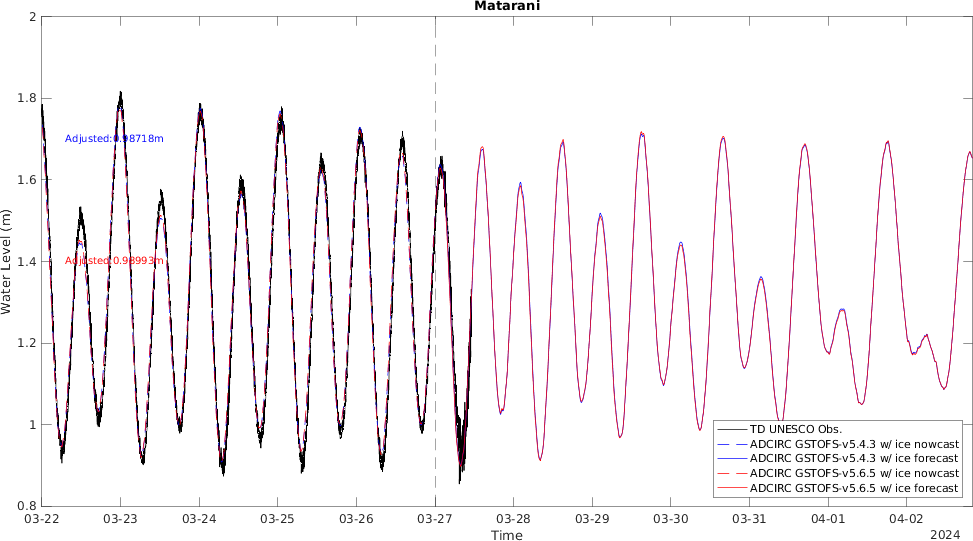 Matarani
2
1.8
1.6
1.4
1.2
1
0.8
Water Level (m)
Adjusted:0.98718m
Adjusted:0.98993m
TD UNESCO Obs.
ADCIRC GSTOFS-v5.4.3 w/ ice nowcast
ADCIRC GSTOFS-v5.4.3 w/ ice forecast
ADCIRC GSTOFS-v5.6.5 w/ ice nowcast
ADCIRC GSTOFS-v5.6.5 w/ ice forecast
03-22 03-23 03-24 03-25 03-26 03-27 03-28 03-29 03-30 03-31 04-01 04-02
Time
2024